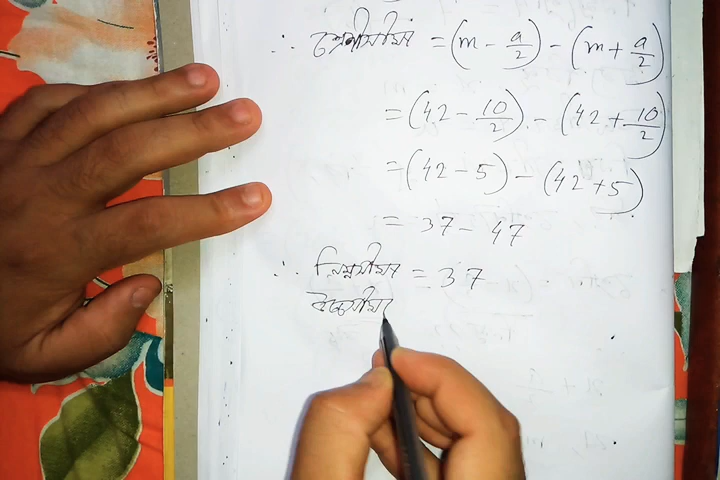 ∴ শ্রেণীসীমা = (m - a/2) - (m + a/2)
= (42 - 10/2) - (42 + 10/2)
= (42 - 5) - (42 + 5)
= 37 - 47
∴ নিম্নসীমা = 37
উচ্চসীমা